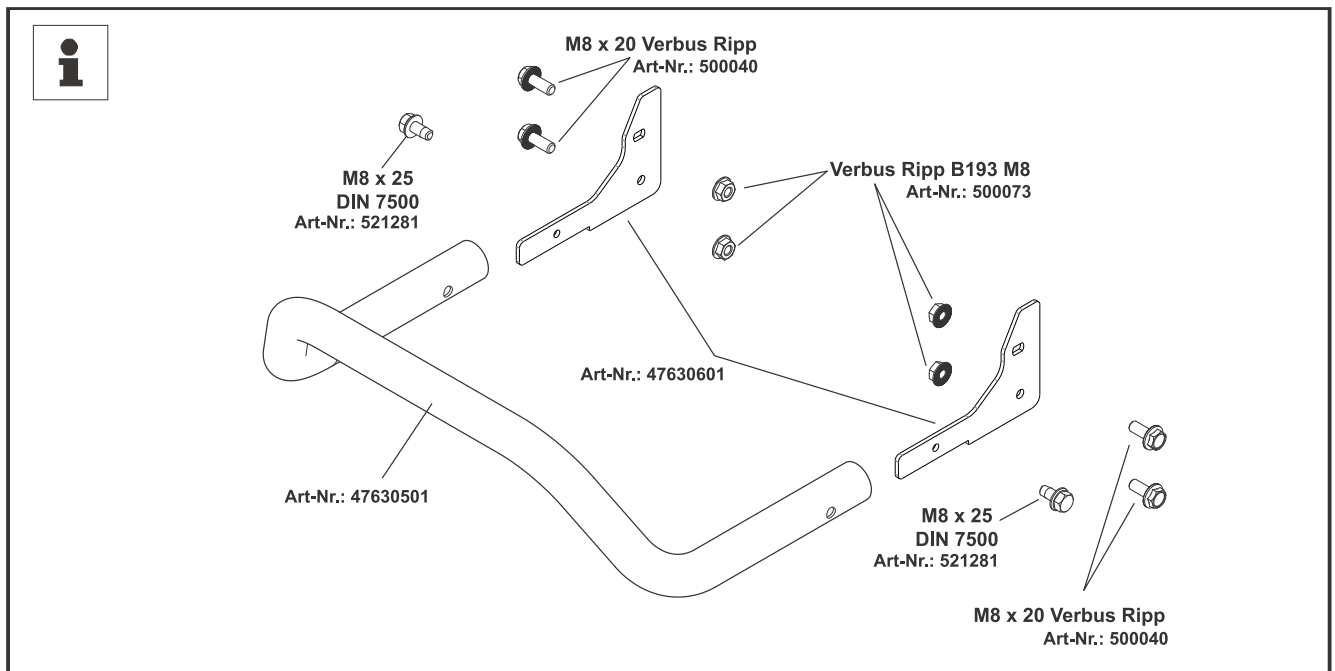 M8 x 20 Verbus Ripp
Art-Nr.: 500040
M8 x 25
DIN 7500
Art-Nr.: 521281
Verbus Ripp B193 M8
Art-Nr.: 500073
Art-Nr.: 47630601
Art-Nr.: 47630501
M8 x 25
DIN 7500
Art-Nr.: 521281
M8 x 20 Verbus Ripp
Art-Nr.: 500040